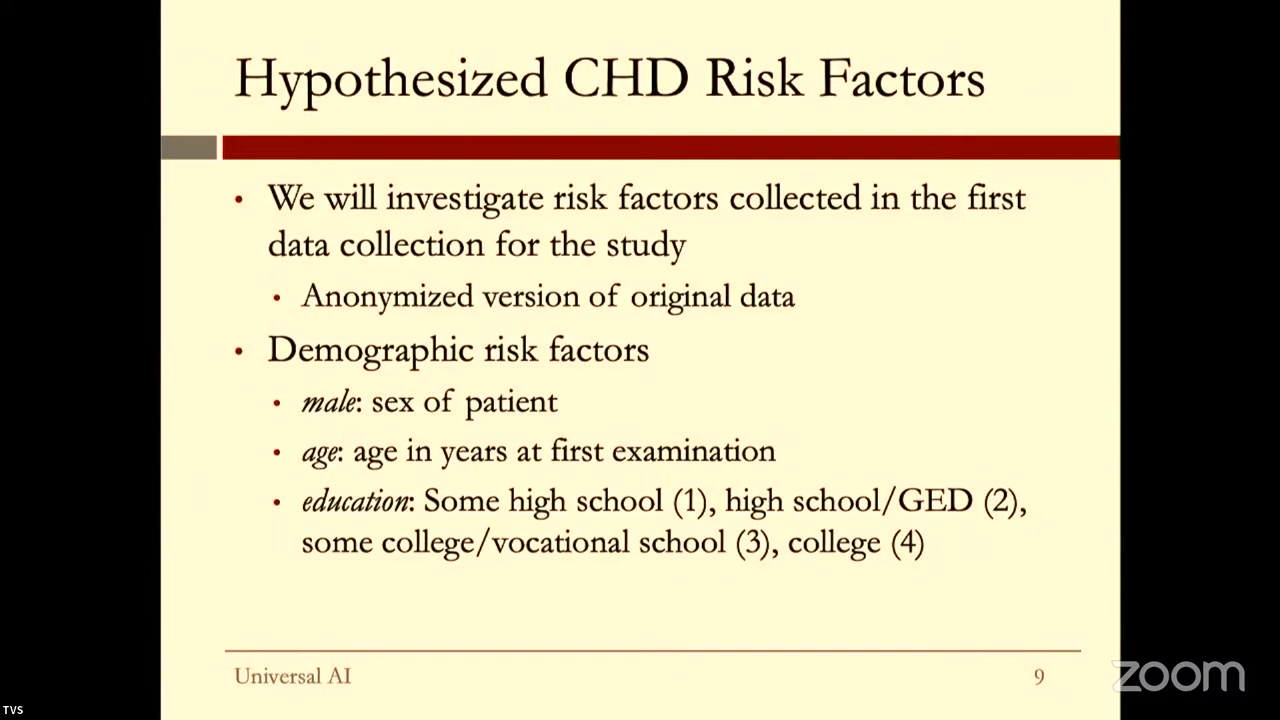 Hypothesized CHD Risk Factors
• We will investigate risk factors collected in the first
data collection for the study
• Anonymized version of original data
• Demographic risk factors
• male: sex of patient
• age: age in years at first examination
• education: Some high school (1), high school/GED (2),
some college/vocational school (3), college (4)
Universal AI
9
zoom
TVS